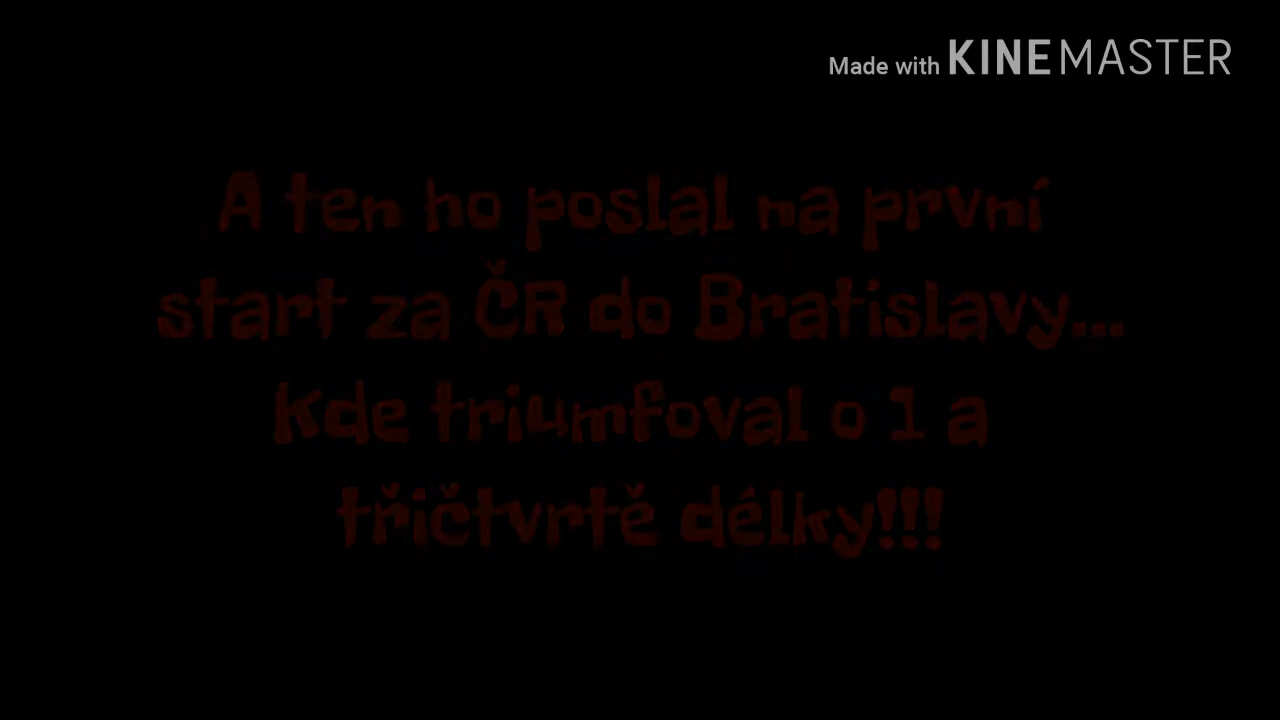 Made with KINEMASTER
A ten ho poslal na první
start za ČR do Bratislavy...
Kde triumfoval o 1 a
třičtvrtě délky!!!